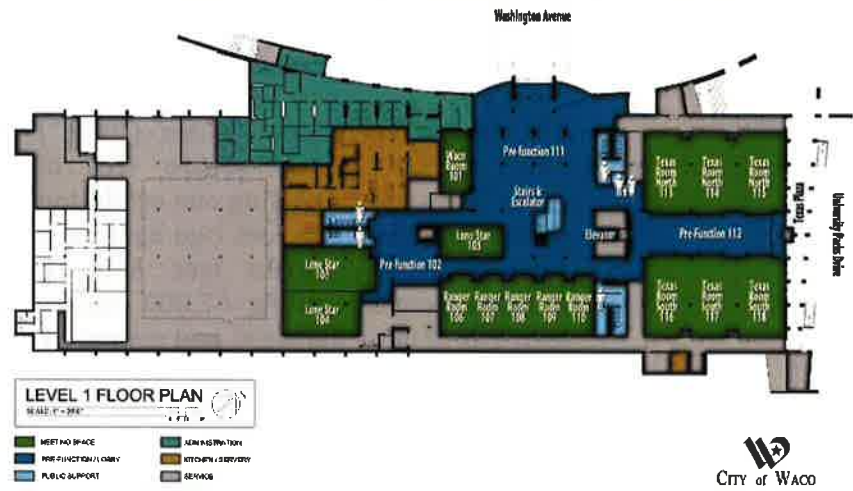 Washington Avenue
Waco
Room
101
Pre Function 111
Stairs &
Escalator
Elevator
Texas
Room
North
113
Texas
Room
North
114
Texas
Room
North
115
Texas Plaza
University Parks Drive
Lone Star
103
Pre Function 102
Pre Function 112
Lone Star
105
Lone Star
104
Ranger
Room
106
Ranger
Room
107
Ranger
Room
108
Ranger
Room
109
Ranger
Room
110
Texas
Room
South
116
Texas
Room
South
117
Texas
Room
South
118
LEVEL 1 FLOOR PLAN
MEETING SPACE
PRE FUNCTION / LOBBY
PUBLIC SUPPORT
ADMINISTRATION
KITCHEN / SERVERY
SERVICE
CITY of WACO